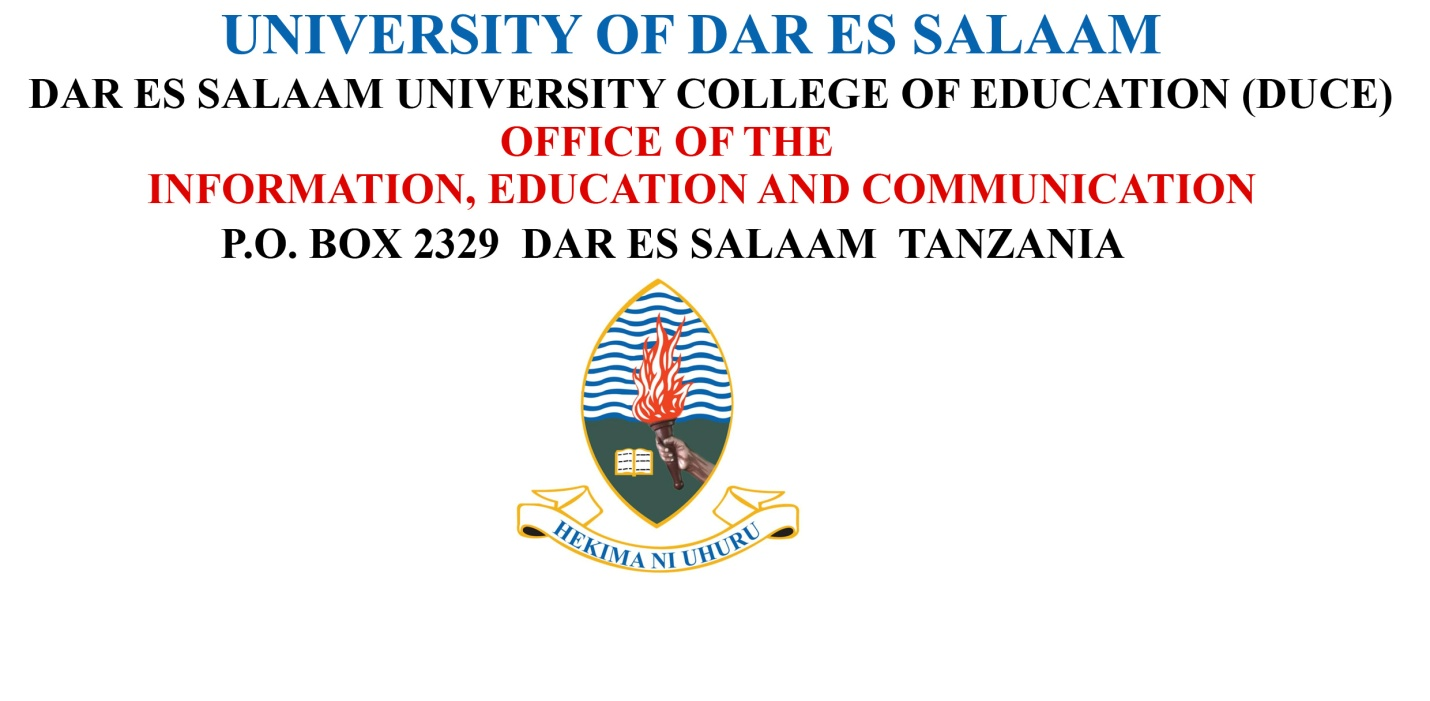 UNIVERSITY OF DAR ES SALAAM
DAR ES SALAAM UNIVERSITY COLLEGE OF EDUCATION (DUCE)
OFFICE OF THE
INFORMATION, EDUCATION AND COMMUNICATION
P.O. BOX 2329 DAR ES SALAAM TANZANIA
HEKIMA NI UHURU